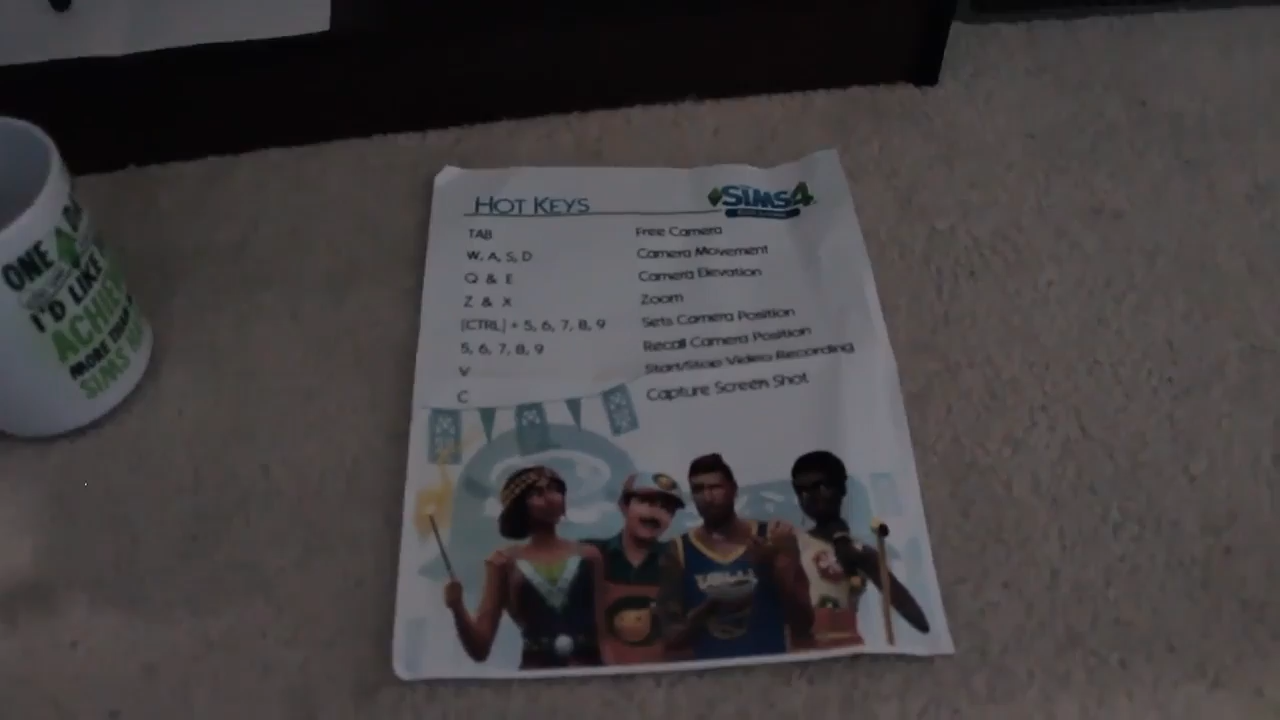 HOT KEYS
SIMS 4
TAB Free Camera
W, A, S, D Camera Movement
Q & E Camera Elevation
Z & X Zoom
[CTRL] + 5, 6, 7, 8, 9 Sets Camera Position
5, 6, 7, 8, 9 Recall Camera Position
V Start/Stop Video Recording
C Capture Screen Shot
ONE
I'D LIKE
MORE
SIMS